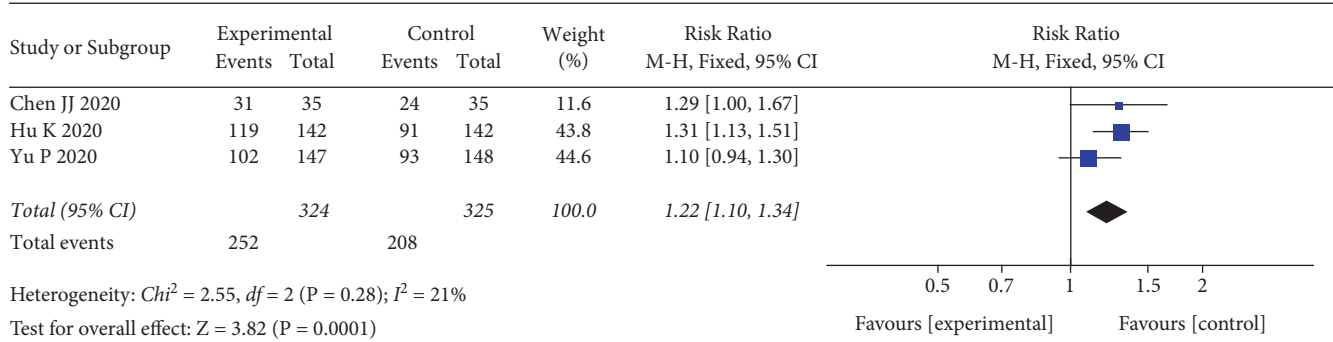 Study or Subgroup Experimental Control Weight Risk Ratio Risk Ratio
Events Total Events Total (%) M-H, Fixed, 95% CI M-H, Fixed, 95% CI
Chen JJ 2020 31 35 24 35 11.6 1.29 [1.00, 1.67]
Hu K 2020 119 142 91 142 43.8 1.31 [1.13, 1.51]
Yu P 2020 102 147 93 148 44.6 1.10 [0.94, 1.30]
Total (95% CI) 324 325 100.0 1.22 [1.10, 1.34]
Total events 252 208
0.5 0.7 1 1.5 2
Heterogeneity: Chi² = 2.55, df = 2 (P = 0.28); I² = 21%
Test for overall effect: Z = 3.82 (P = 0.0001) Favours [experimental] Favours [control]